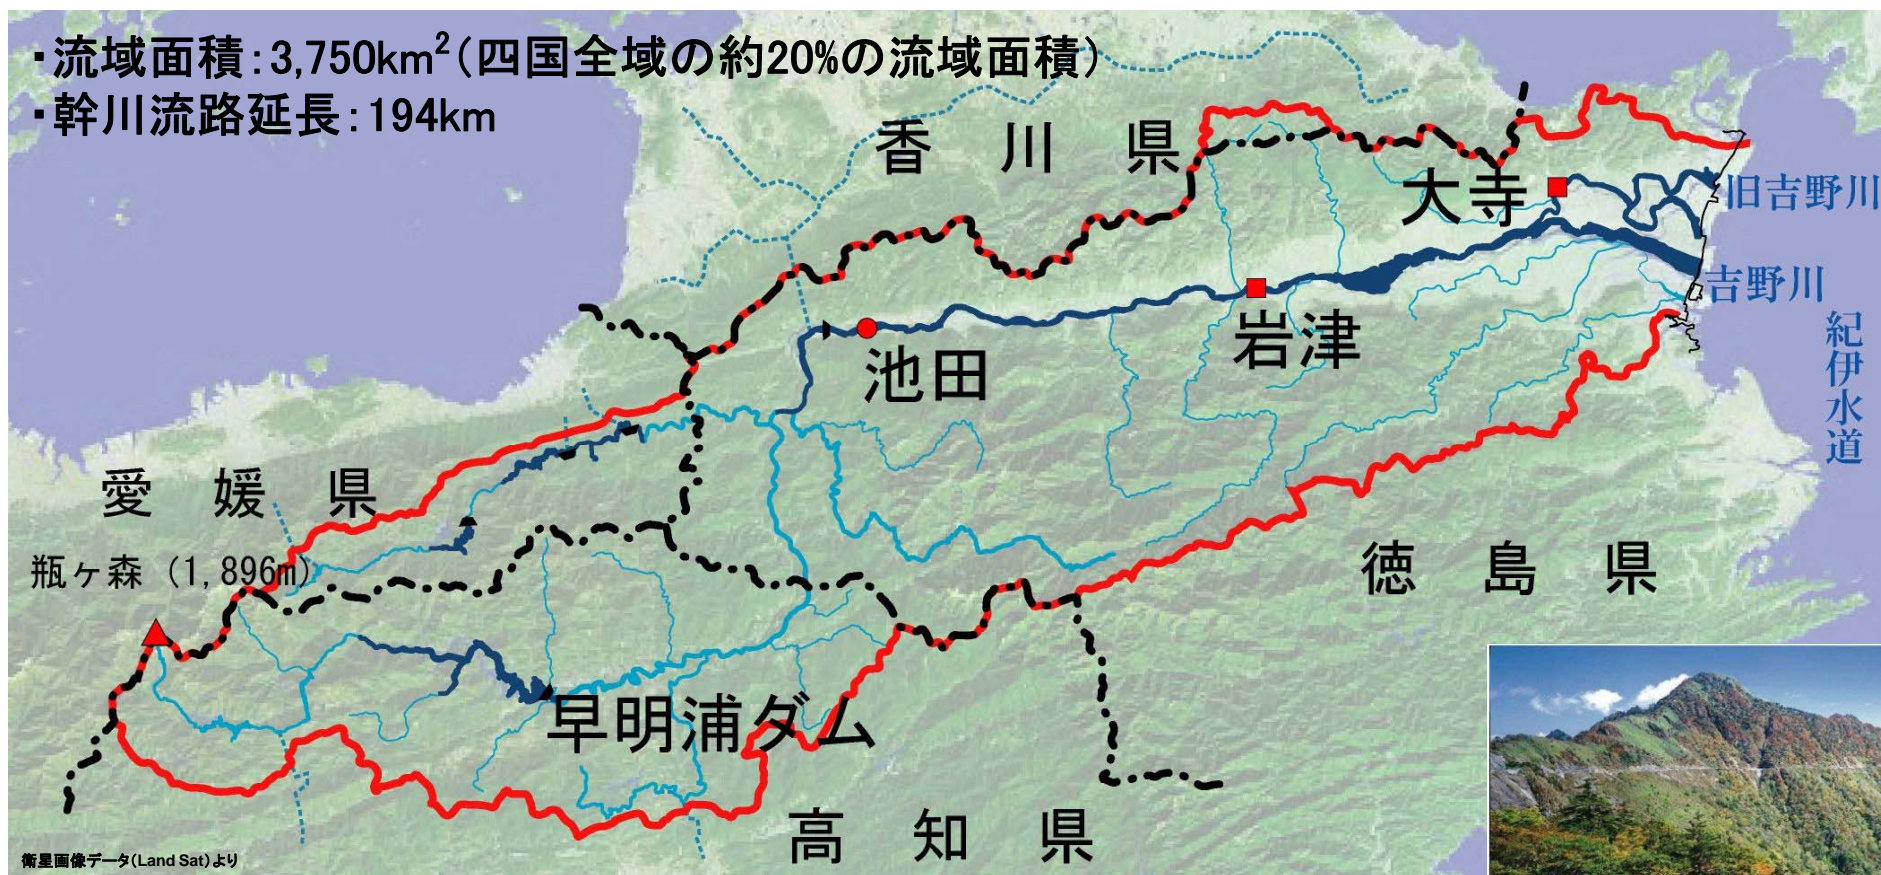 ・流域面積：3,750km²（四国全域の約20%の流域面積）
・幹川流路延長：194km
香川県
大寺
旧吉野川
吉野川
紀伊水道
岩津
池田
愛媛県
瓶ヶ森（1,896m）
徳島県
早明浦ダム
高知県
衛星画像データ（Land Sat）より